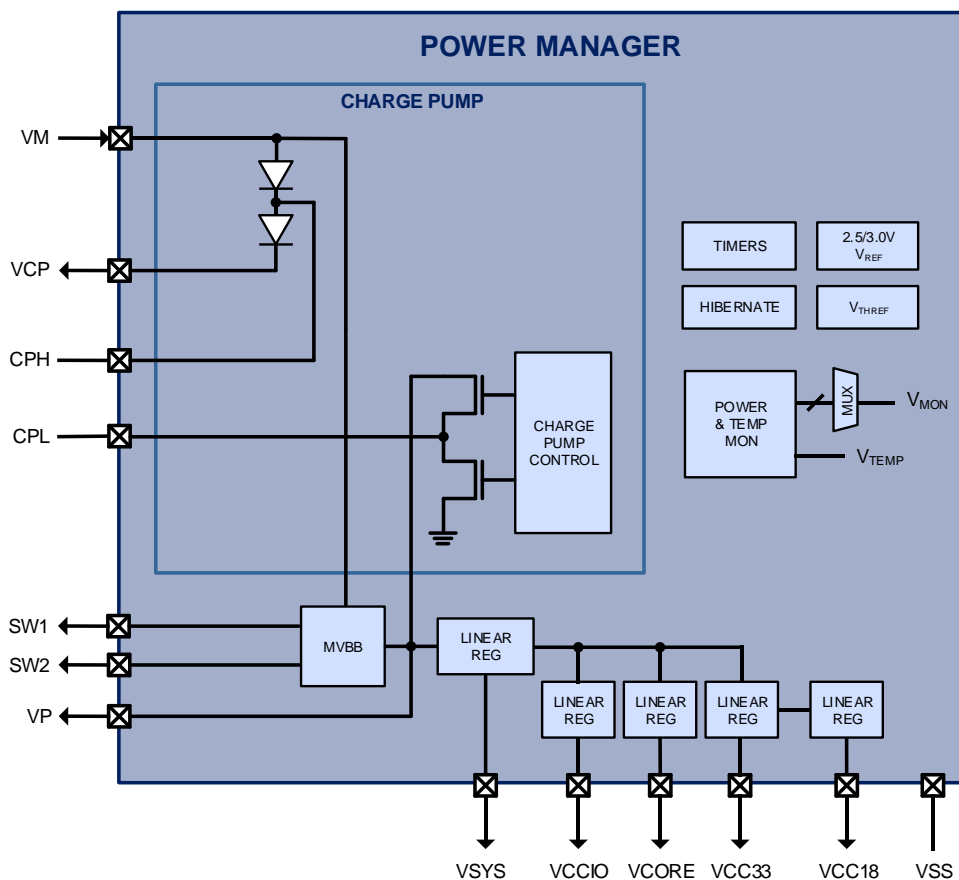 POWER MANAGER
CHARGE PUMP
VM
VCP
CPH
CPL
TIMERS
2.5/3.0V
VREF
HIBERNATE
VTHREF
CHARGE
PUMP
CONTROL
POWER
& TEMP
MON
MUX
VMON
VTEMP
SW1
SW2
VP
MVBB
LINEAR
REG
LINEAR
REG
LINEAR
REG
LINEAR
REG
LINEAR
REG
VSYS
VCCIO
VCORE
VCC33
VCC18
VSS